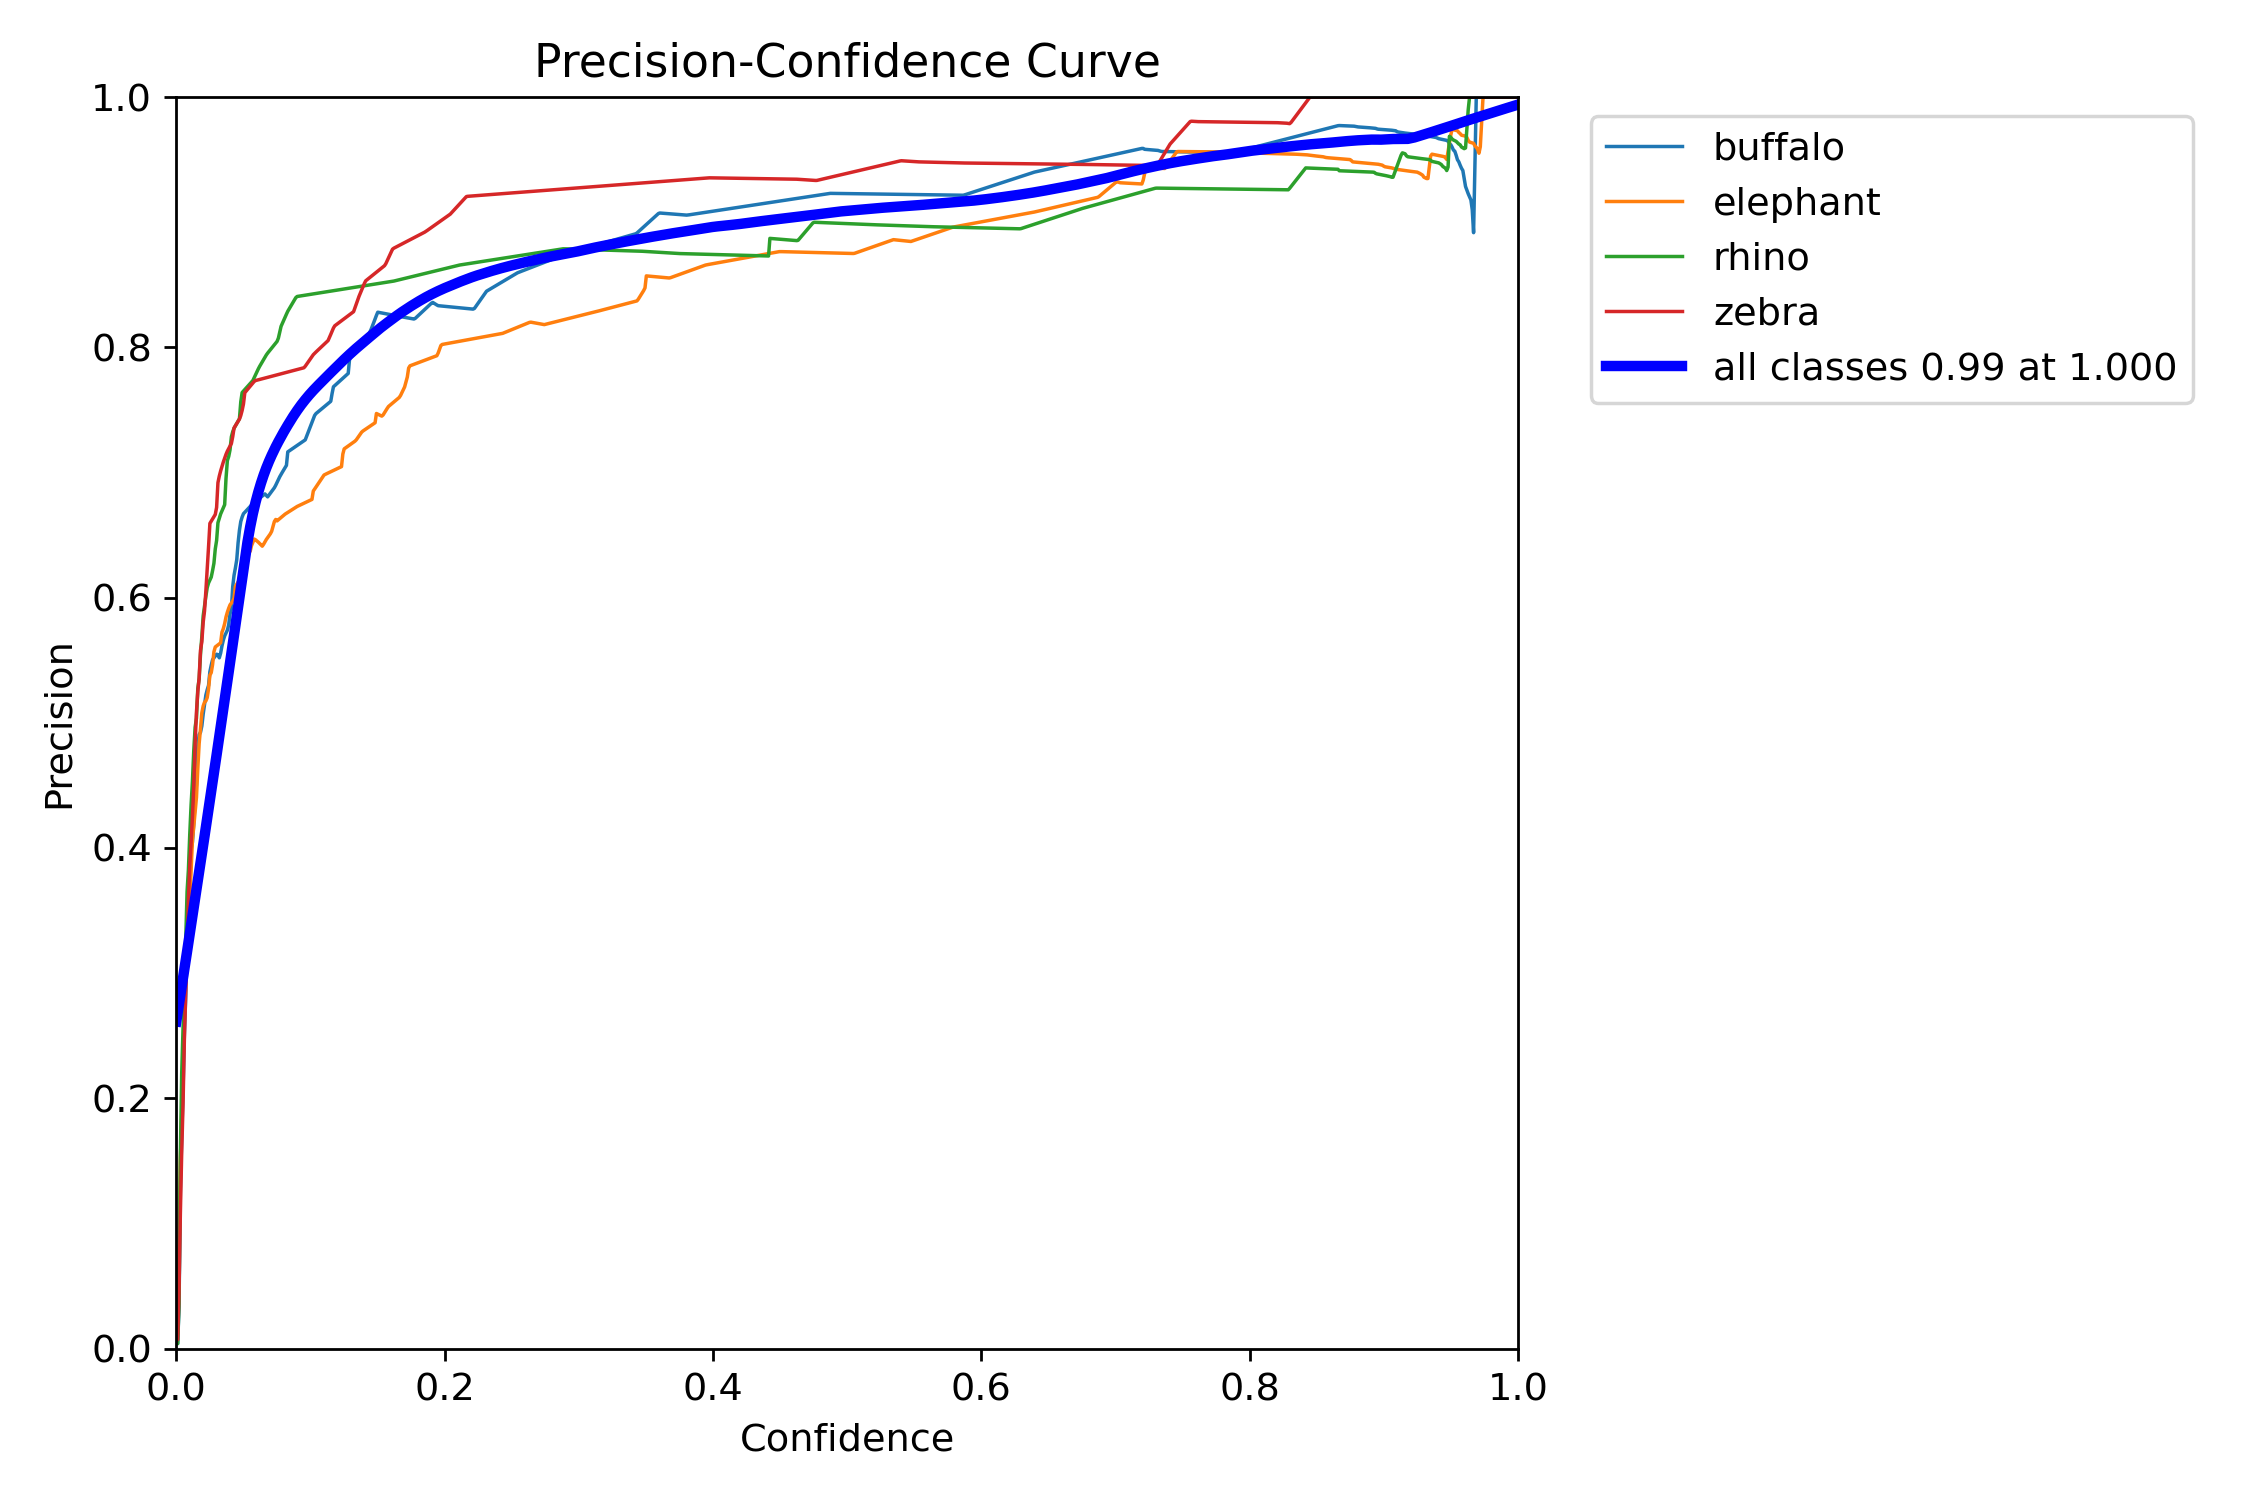 Precision-Confidence Curve
1.0
0.8
0.6
0.4
0.2
0.0
Precision
0.0 0.2 0.4 0.6 0.8 1.0
Confidence
buffalo
elephant
rhino
zebra
all classes 0.99 at 1.000